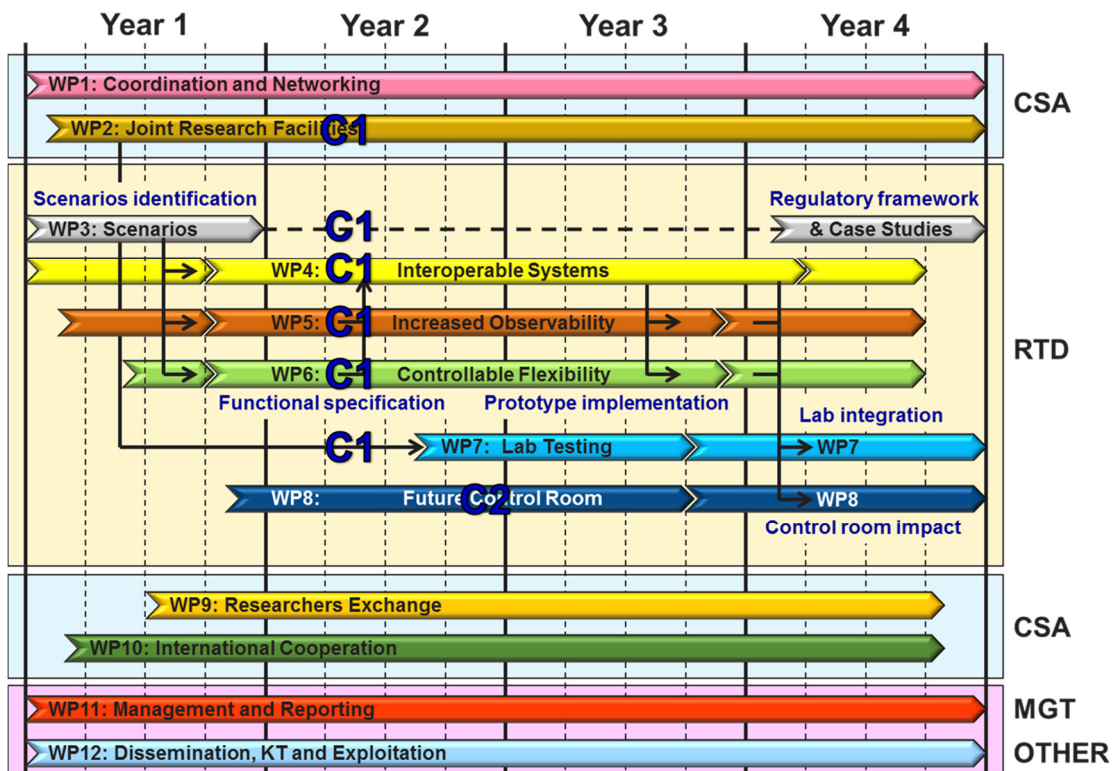 Year 1 Year 2 Year 3 Year 4
WP1: Coordination and Networking
CSA
WP2: Joint Research Facilities C1
Scenarios identification Regulatory framework
WP3: Scenarios C1 & Case Studies
WP4: C1 Interoperable Systems
WP5: C1 Increased Observability
RTD
WP6: C1 Controllable Flexibility
Functional specification Prototype implementation
Lab integration
C1 WP7: Lab Testing WP7
WP8: Future Control Room C2 WP8
Control room impact
WP9: Researchers Exchange
CSA
WP10: International Cooperation
WP11: Management and Reporting MGT
WP12: Dissemination, KT and Exploitation OTHER